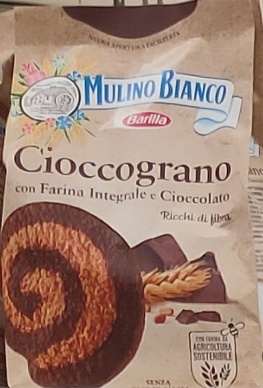 NUOVA APERTURA FACILITATA
MULINO BIANCO
Barilla
Cioccograno
con Farina Integrale e Cioccolato
Ricchi di fibra
CON FARINA DA
AGRICOLTURA
SOSTENIBILE
SENZA